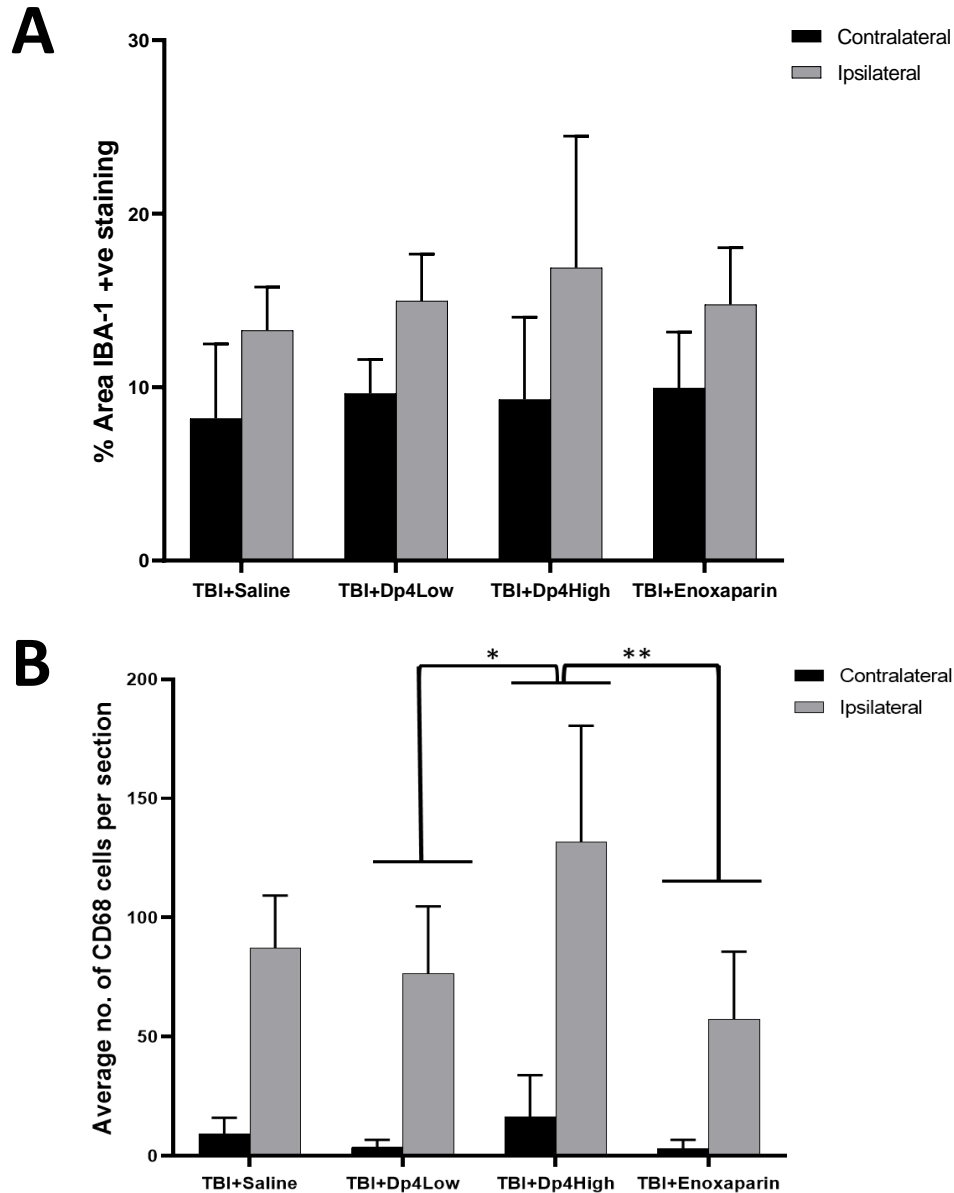 A
30
20
10
0
% Area IBA-1 +ve staining
Contralateral
Ipsilateral
TBI+Saline TBI+Dp4Low TBI+Dp4High TBI+Enoxaparin
B
200
150
100
50
0
Average no. of CD68 cells per section
* **
Contralateral
Ipsilateral
TBI+Saline TBI+Dp4Low TBI+Dp4High TBI+Enoxaparin